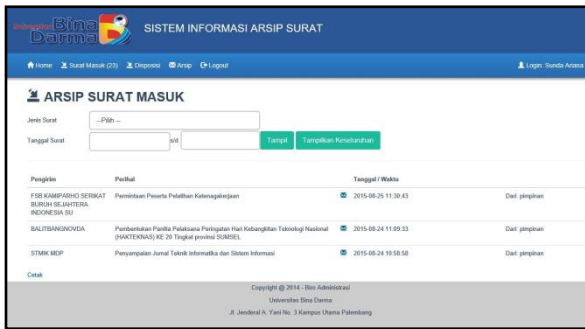 Universitas Bina Darma
SISTEM INFORMASI ARSIP SURAT
Home Surat Masuk (23) Disposisi Arsip Logout Login: Sunda Ariana
ARSIP SURAT MASUK
Jenis Surat --Pilih --
Tanggal Surat s/d Tampil Tampilkan Keseluruhan
Pengirim Perihal Tanggal / Waktu
FSB KAMIPARHO SERIKAT BURUH SEJAHTERA INDONESIA SU Permintaan Peserta Pelatihan Ketenagakerjaan 2015-08-25 11:30:43 Dari: pimpinan
BALITBANGNOVDA Pembentukan Panitia Pelaksana Peringatan Hari Kebangkitan Teknologi Nasional (HAKTEKNAS) KE 20 Tingkat provinsi SUMSEL 2015-08-24 11:09:33 Dari: pimpinan
STMIK MDP Penyampaian Jurnal Teknik Informatika dan Sistem Informasi 2015-08-24 10:58:58 Dari: pimpinan
Cetak
Copyright @ 2014 - Biro Administrasi
Universitas Bina Darma
Jl. Jenderal A. Yani No. 3 Kampus Utama Palembang